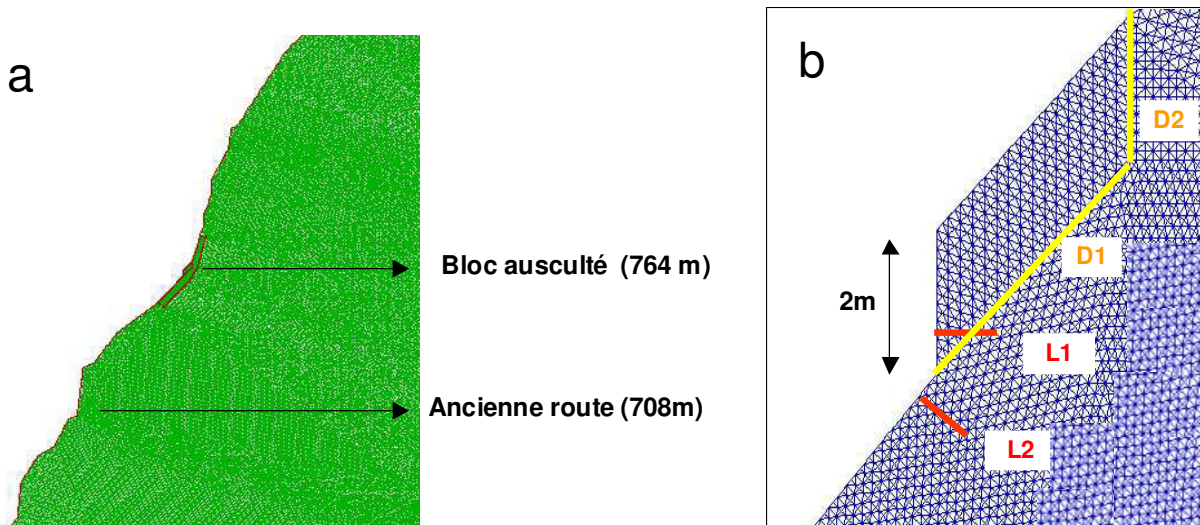 a
Bloc ausculté (764 m)
Ancienne route (708m)
b
D2
D1
2m
L1
L2